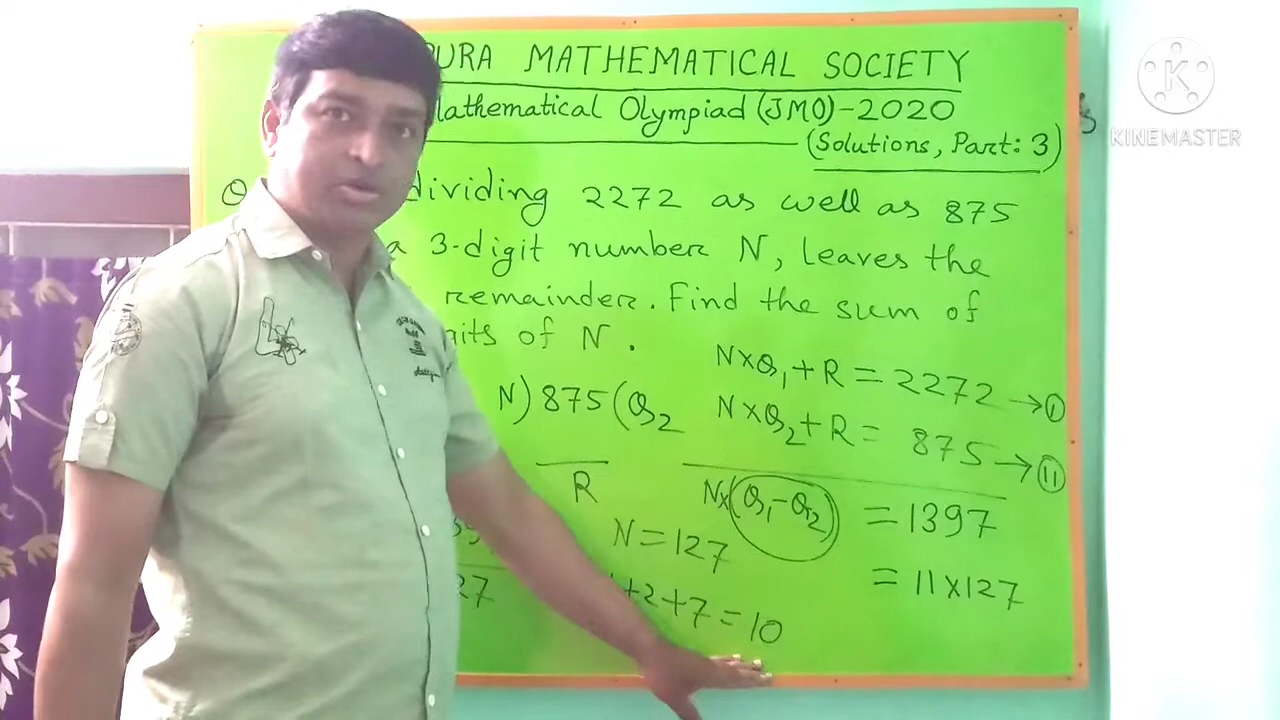 PURA MATHEMATICAL SOCIETY
Mathematical Olympiad (JMO)-2020
(Solutions, Part: 3)
KINEMASTER
dividing 2272 as well as 875
a 3-digit number N, leaves the
remainder. Find the sum of
of N.
N×Q₁+R=2272→(I)
N)875(Q₂
N×Q₂+R= 875→(II)
R
N×(Q₁-Q₂) =1397
N=127
= 11×127
+2+7=10